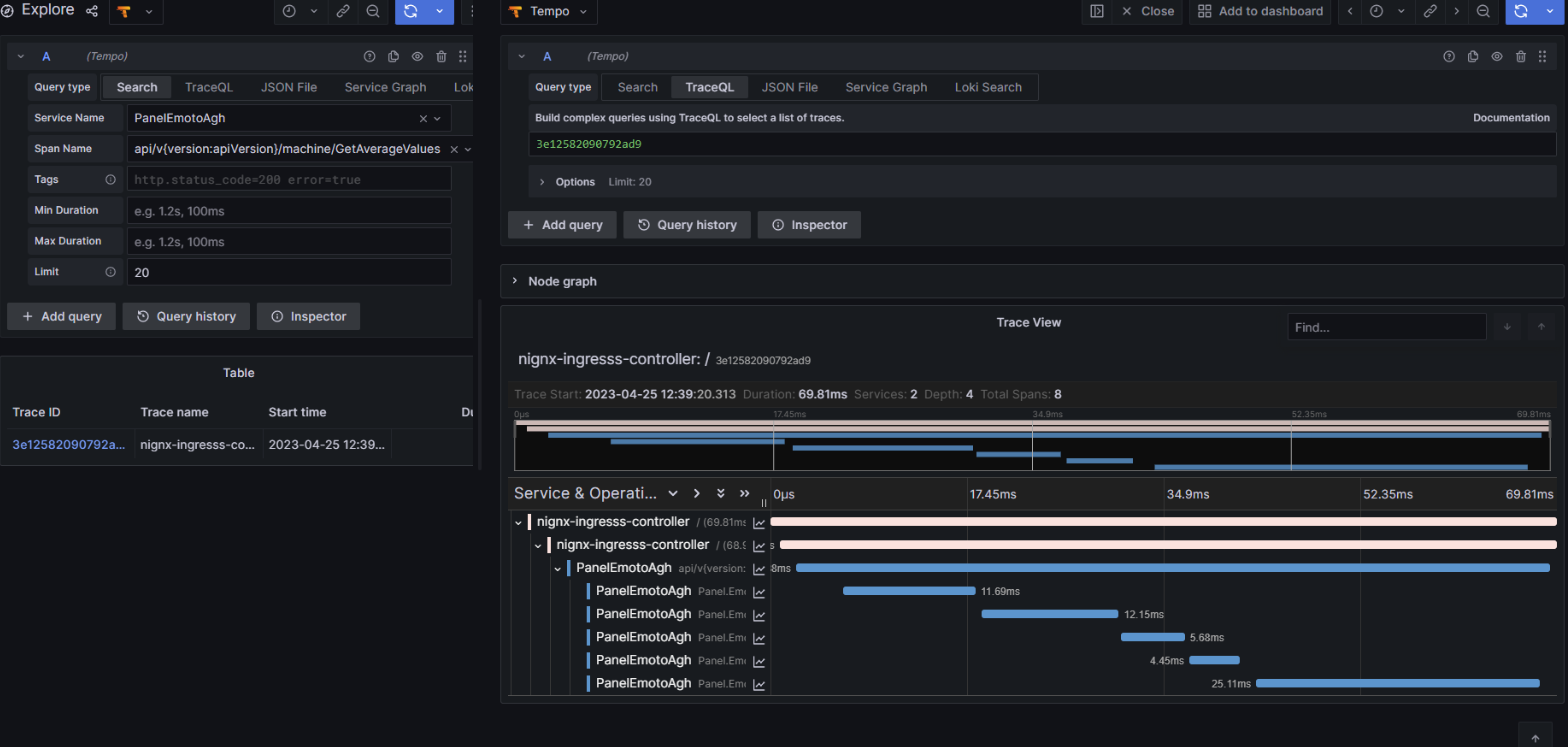 Explore
A (Tempo)
Query type Search TraceQL JSON File Service Graph Lok
Service Name PanelEmotoAgh
Span Name api/v{version:apiVersion}/machine/GetAverageValues
Tags http.status_code=200 error=true
Min Duration e.g. 1.2s, 100ms
Max Duration e.g. 1.2s, 100ms
Limit 20
+ Add query Query history Inspector
Table
Trace ID Trace name Start time Du
3e12582090792a... nignx-ingresss-co... 2023-04-25 12:39...
Tempo Close Add to dashboard
A (Tempo)
Query type Search TraceQL JSON File Service Graph Loki Search
Build complex queries using TraceQL to select a list of traces. Documentation
3e12582090792ad9
Options Limit: 20
+ Add query Query history Inspector
Node graph
Trace View Find...
nignx-ingresss-controller: / 3e12582090792ad9
Trace Start: 2023-04-25 12:39:20.313 Duration: 69.81ms Services: 2 Depth: 4 Total Spans: 8
0μs 17.45ms 34.9ms 52.35ms 69.81ms
Service & Operati... 0μs 17.45ms 34.9ms 52.35ms 69.81ms
nignx-ingresss-controller / (69.81ms
nignx-ingresss-controller / (68.9 s
PanelEmotoAgh api/v{version: 8ms
PanelEmotoAgh Panel.Em 11.69ms
PanelEmotoAgh Panel.Em 12.15ms
PanelEmotoAgh Panel.Em 5.68ms
PanelEmotoAgh Panel.Em 4.45ms
PanelEmotoAgh Panel.Em 25.11ms